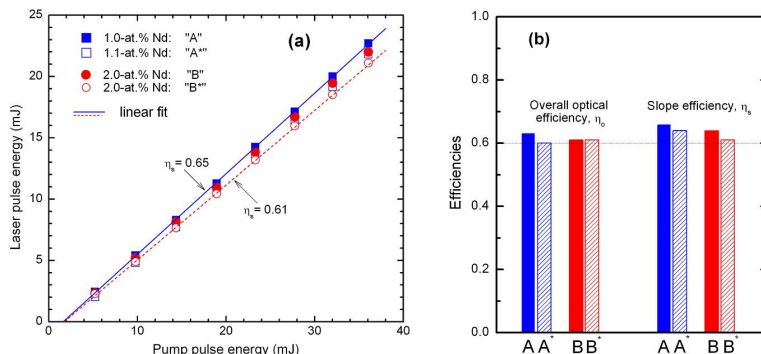 (a)
1.0-at.% Nd: "A"
1.1-at.% Nd: "A*"
2.0-at.% Nd: "B"
2.0-at.% Nd: "B*"
linear fit
ηs= 0.65
ηs= 0.61
Laser pulse energy (mJ)
25
20
15
10
5
0
0 10 20 30 40
Pump pulse energy (mJ)
(b)
Overall optical
efficiency, ηo
Slope efficiency, ηs
Efficiencies
1.0
0.8
0.6
0.4
0.2
0.0
A A* B B* A A* B B*